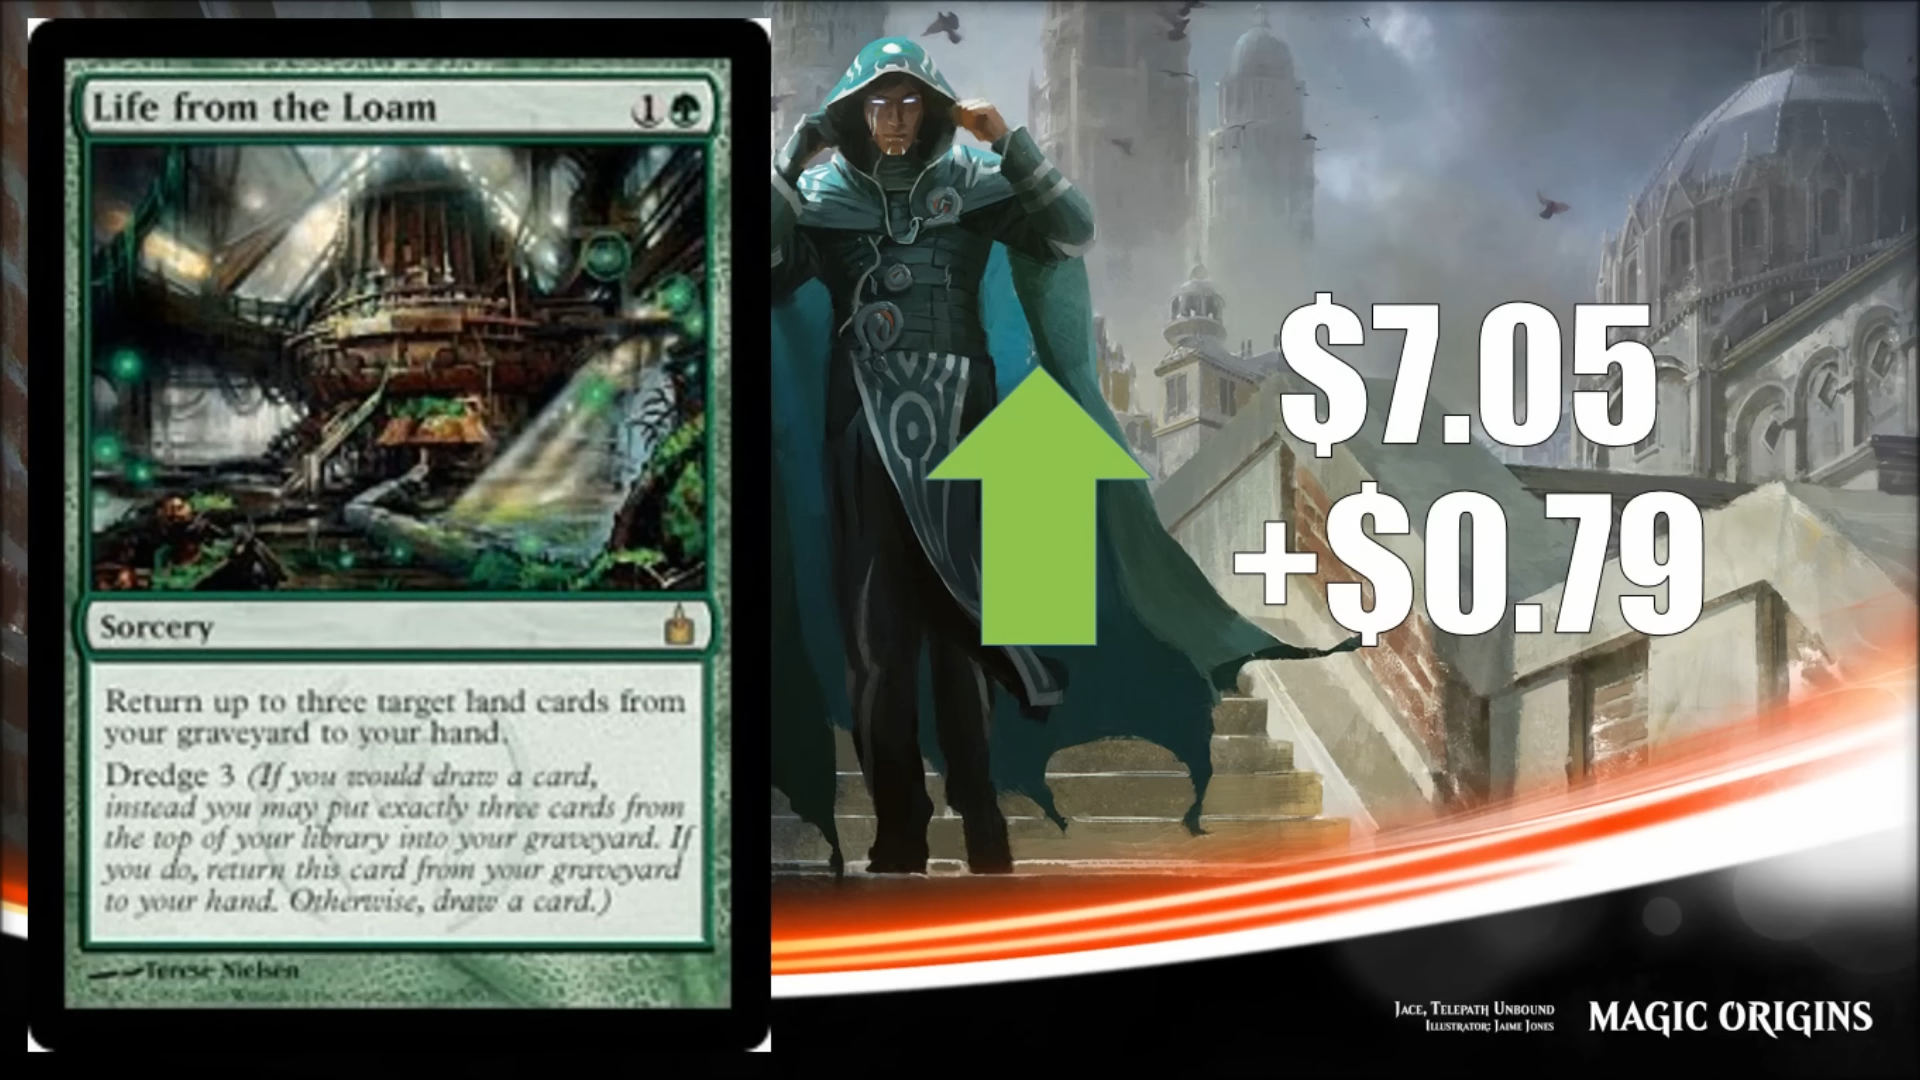 Life from the Loam 1
Sorcery
Return up to three target land cards from
your graveyard to your hand.
Dredge 3 (If you would draw a card,
instead you may put exactly three cards from
the top of your library into your graveyard. If
you do, return this card from your graveyard
to your hand. Otherwise, draw a card.)
Terese Nielsen
$7.05
+$0.79
JACE, TELEPATH UNBOUND
ILLUSTRATOR: JAIME JONES
MAGIC ORIGINS